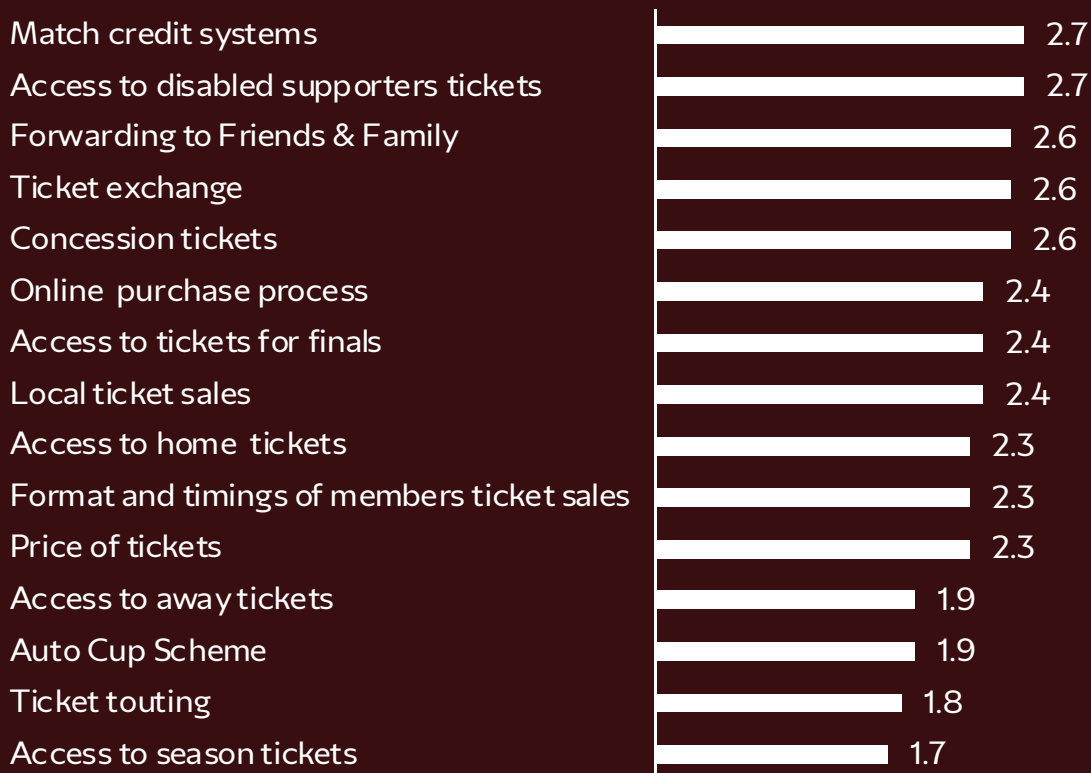 Match credit systems 2.7
Access to disabled supporters tickets 2.7
Forwarding to Friends & Family 2.6
Ticket exchange 2.6
Concession tickets 2.6
Online purchase process 2.4
Access to tickets for finals 2.4
Local ticket sales 2.4
Access to home tickets 2.3
Format and timings of members ticket sales 2.3
Price of tickets 2.3
Access to away tickets 1.9
Auto Cup Scheme 1.9
Ticket touting 1.8
Access to season tickets 1.7